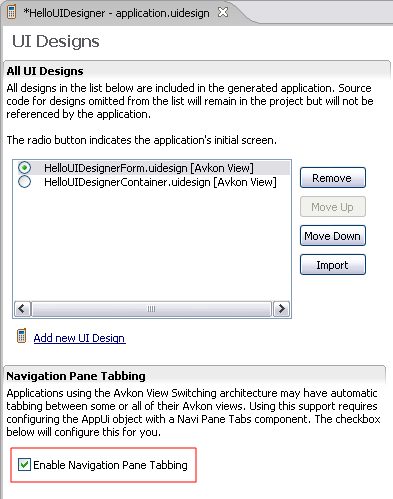 *HelloUIDesigner - application.uidesign
UI Designs
All UI Designs
All designs in the list below are included in the generated application. Source
code for designs omitted from the list will remain in the project but will not be
referenced by the application.
The radio button indicates the application's initial screen.
HelloUIDesignerForm.uidesign [Avkon View]
HelloUIDesignerContainer.uidesign [Avkon View]
Remove
Move Up
Move Down
Import
Add new UI Design
Navigation Pane Tabbing
Applications using the Avkon View Switching architecture may have automatic
tabbing between some or all of their Avkon views. Using this support requires
configuring the AppUi object with a Navi Pane Tabs component. The checkbox
below will configure this for you.
Enable Navigation Pane Tabbing